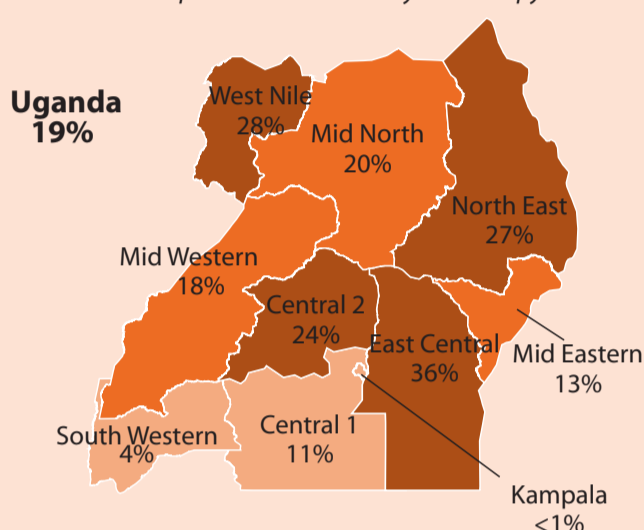 Uganda
19%
West Nile
28%
Mid North
20%
North East
27%
Mid Western
18%
Central 2
24%
East Central
36%
Mid Eastern
13%
South Western
4%
Central 1
11%
Kampala
<1%